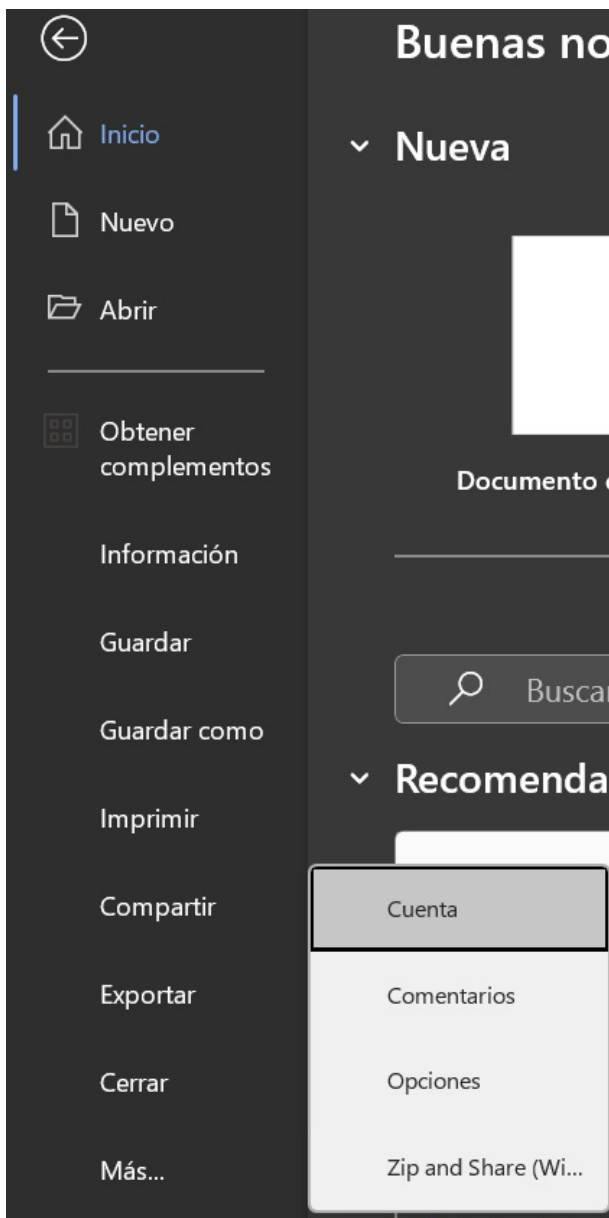 Buenas no
Inicio
Nueva
Nuevo
Abrir
Obtener
complementos
Documento
Información
Guardar
Buscar
Guardar como
Recomenda
Imprimir
Compartir
Cuenta
Exportar
Comentarios
Cerrar
Opciones
Más...
Zip and Share (Wi...